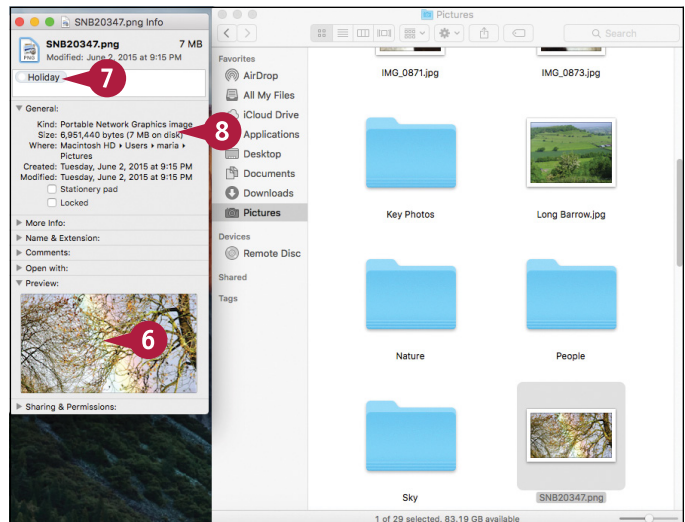 SNB20347.png Info
SNB20347.png 7 MB
Modified: June 2, 2015 at 9:15 PM
PNG
Holiday
7
General:
Kind: Portable Network Graphics image
Size: 6,951,440 bytes (7 MB on disk)
8
Where: Macintosh HD ▸ Users ▸ maria ▸
Pictures
Created: Tuesday, June 2, 2015 at 9:15 PM
Modified: Tuesday, June 2, 2015 at 9:15 PM
Stationery pad
Locked
More Info:
Name & Extension:
Comments:
Open with:
Preview:
6
Sharing & Permissions:
Pictures
Search
Favorites
AirDrop
All My Files
iCloud Drive
Applications
Desktop
Documents
Downloads
Pictures
Devices
Remote Disc
Shared
Tags
IMG_0871.jpg IMG_0873.jpg
Key Photos Long Barrow.jpg
Nature People
Sky SNB20347.png
1 of 29 selected, 83.19 GB available